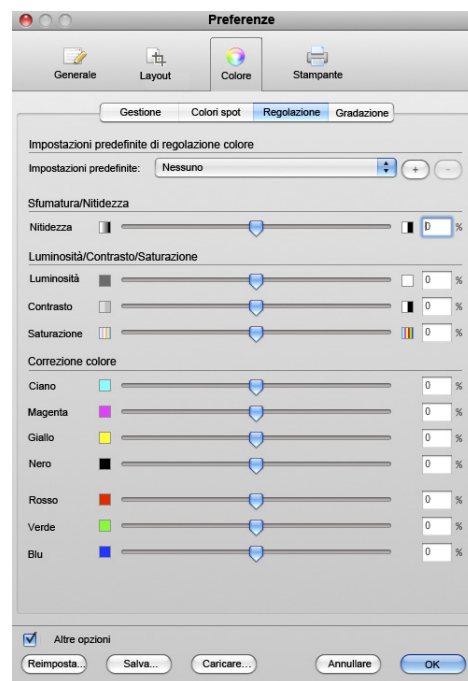 Preferenze
Generale Layout Colore Stampante
Gestione Colori spot Regolazione Gradazione
Impostazioni predefinite di regolazione colore
Impostazioni predefinite: Nessuno + -
Sfumatura/Nitidezza
Nitidezza 0 %
Luminosità/Contrasto/Saturazione
Luminosità 0 %
Contrasto 0 %
Saturazione 0 %
Correzione colore
Ciano 0 %
Magenta 0 %
Giallo 0 %
Nero 0 %
Rosso 0 %
Verde 0 %
Blu 0 %
Altre opzioni
Reimposta... Salva... Caricare... Annullare OK